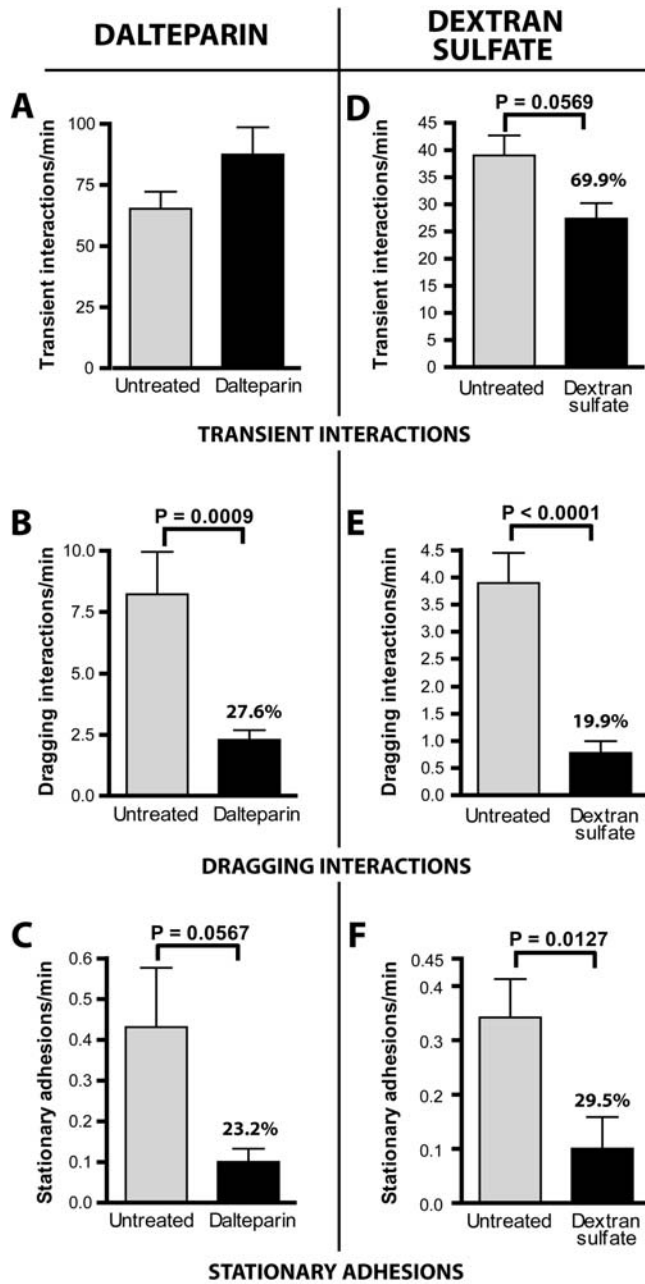 DALTEPARIN
DEXTRAN
SULFATE
A
Transient interactions/min
100
75
50
25
0
Untreated Dalteparin
D
P = 0.0569
Transient interactions/min
45
40
35
30
25
20
15
10
5
0
69.9%
Untreated Dextran
sulfate
TRANSIENT INTERACTIONS
B
P = 0.0009
Dragging interactions/min
10.0
7.5
5.0
2.5
0.0
27.6%
Untreated Dalteparin
E
P < 0.0001
Dragging interactions/min
4.5
4.0
3.5
3.0
2.5
2.0
1.5
1.0
0.5
0.0
19.9%
Untreated Dextran
sulfate
DRAGGING INTERACTIONS
C
P = 0.0567
Stationary adhesions/min
0.6
0.5
0.4
0.3
0.2
0.1
0.0
23.2%
Untreated Dalteparin
F
P = 0.0127
Stationary adhesions/min
0.45
0.4
0.3
0.2
0.1
0.0
29.5%
Untreated Dextran
sulfate
STATIONARY ADHESIONS